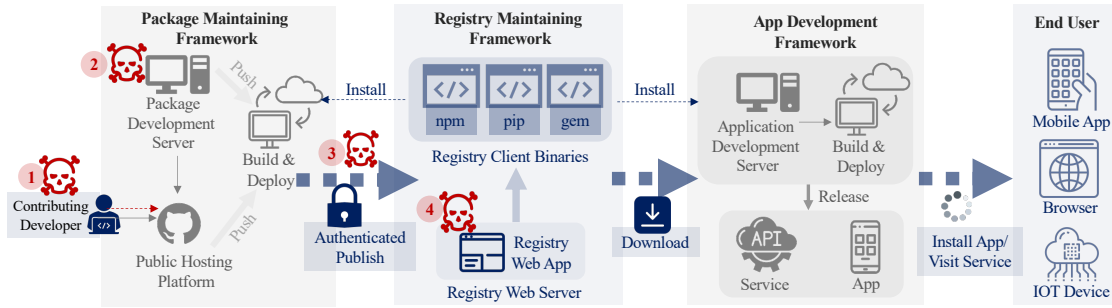 Package Maintaining
Framework
2
Push
Package
Development
Server
1
Contributing
Developer
Build &
Deploy
Push
Public Hosting
Platform
Install
3
Authenticated
Publish
Registry Maintaining
Framework
</>
</>
</>
npm
pip
gem
Registry Client Binaries
4
Registry
Web App
Registry Web Server
Install
Download
App Development
Framework
Application
Development
Server
Build &
Deploy
Release
API
Service
App
Install App/
Visit Service
End User
Mobile App
Browser
IOT Device